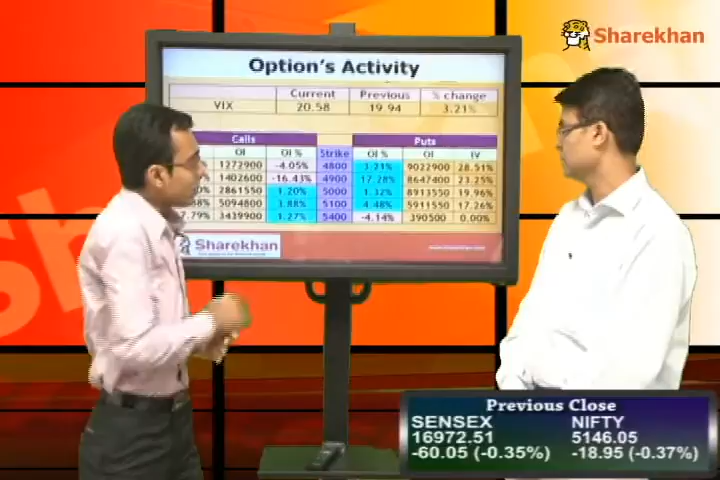 Sharekhan
Option's Activity
Current Previous % change
VIX 20.58 19.94 3.21%
Calls Puts
OI OI % Strike OI % OI IV
1272900 -4.05% 4800 3.21% 9022900 28.51%
1402600 -16.43% 4900 17.28% 8647400 23.25%
2861550 1.20% 5000 1.32% 8913550 19.96%
5094800 3.88% 5100 4.48% 5911550 17.26%
7.79% 3439900 1.27% 5400 -4.14% 390500 0.00%
Sharekhan
Previous Close
SENSEX NIFTY
16972.51 5146.05
-60.05 (-0.35%) -18.95 (-0.37%)